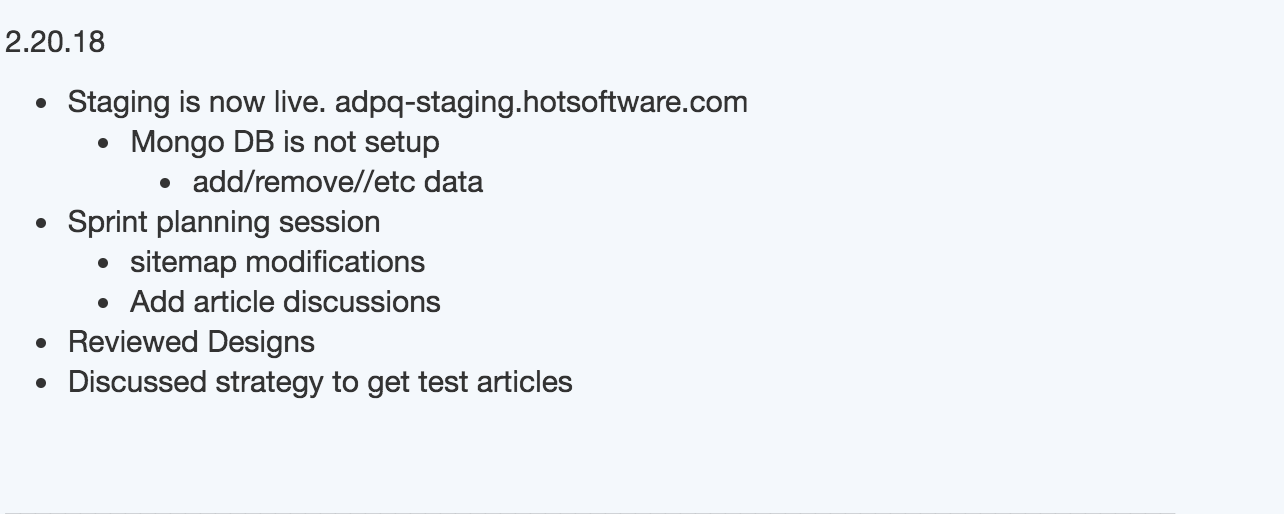 2.20.18
Staging is now live. adpq-staging.hotsoftware.com
Mongo DB is not setup
add/remove//etc data
Sprint planning session
sitemap modifications
Add article discussions
Reviewed Designs
Discussed strategy to get test articles